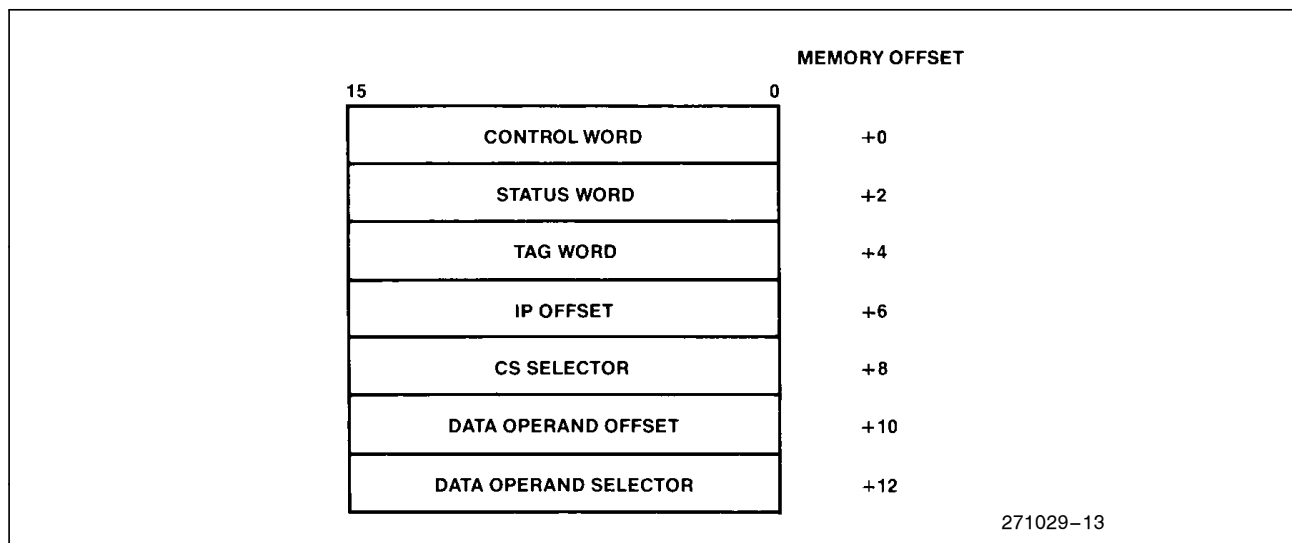 MEMORY OFFSET
15 0
CONTROL WORD +0
STATUS WORD +2
TAG WORD +4
IP OFFSET +6
CS SELECTOR +8
DATA OPERAND OFFSET +10
DATA OPERAND SELECTOR +12
271029–13